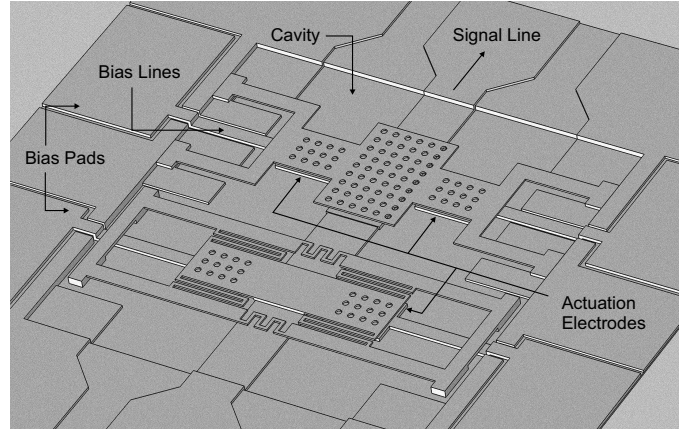 Cavity
Signal Line
Bias Lines
Bias Pads
Actuation
Electrodes